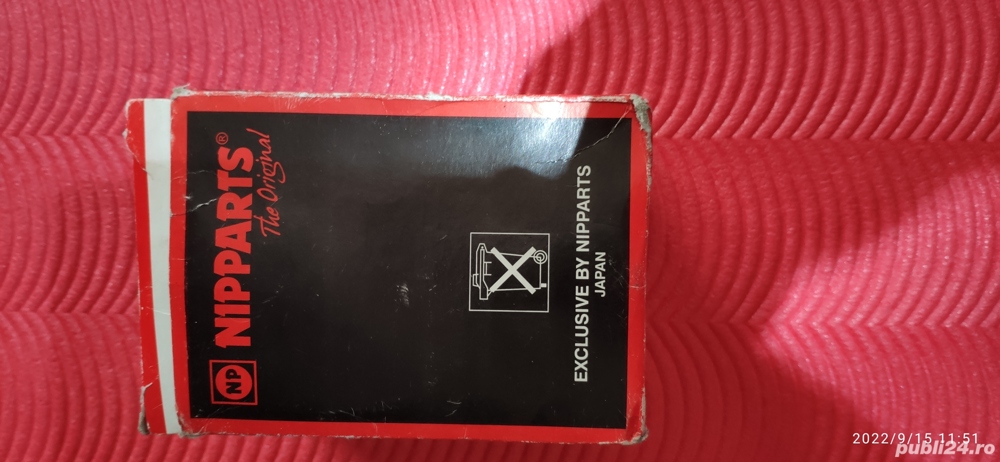 NP NIPPARTS®
The Original
EXCLUSIVE BY NIPPARTS
JAPAN
2022/9/15 11:51
publi24.ro